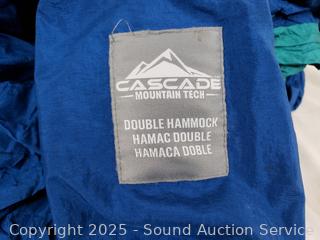 CASCADE
MOUNTAIN TECH
DOUBLE HAMMOCK
HAMAC DOUBLE
HAMACA DOBLE
Copyright 2025 - Sound Auction Service